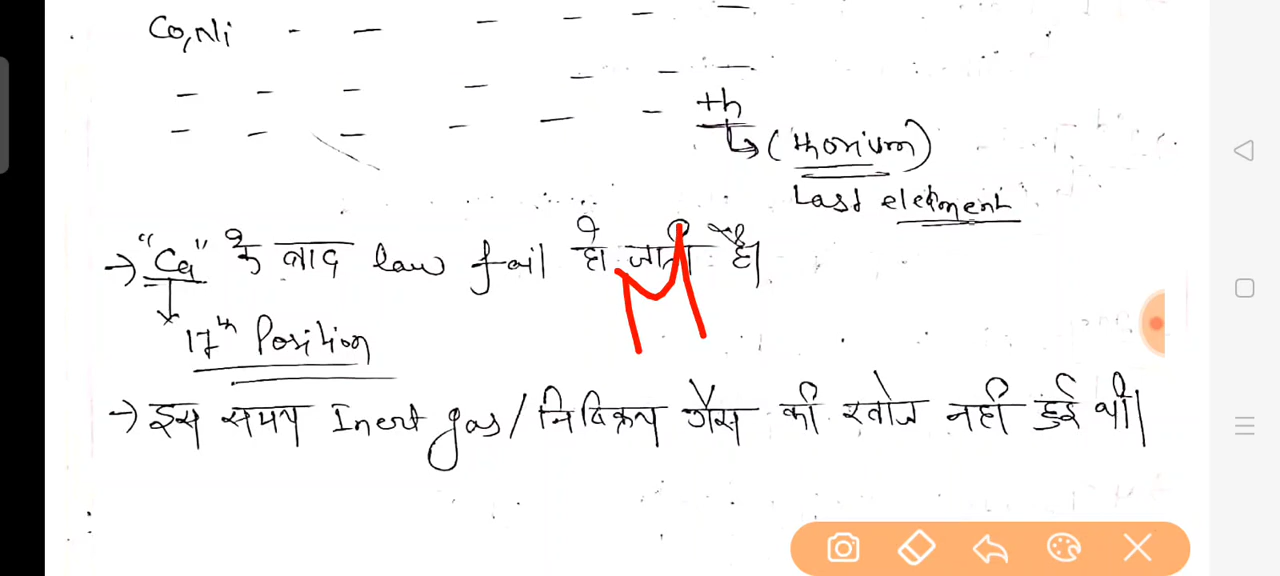 Co, Ni - - - - - -
- - - - - -
- - - - - - th
(thorium)
Last element
→ "Ca" के बाद law fail हो जाती है।
17th Position
→ इस समय Inert gas/निष्क्रिय गैस की खोज नही हुई थी।
M